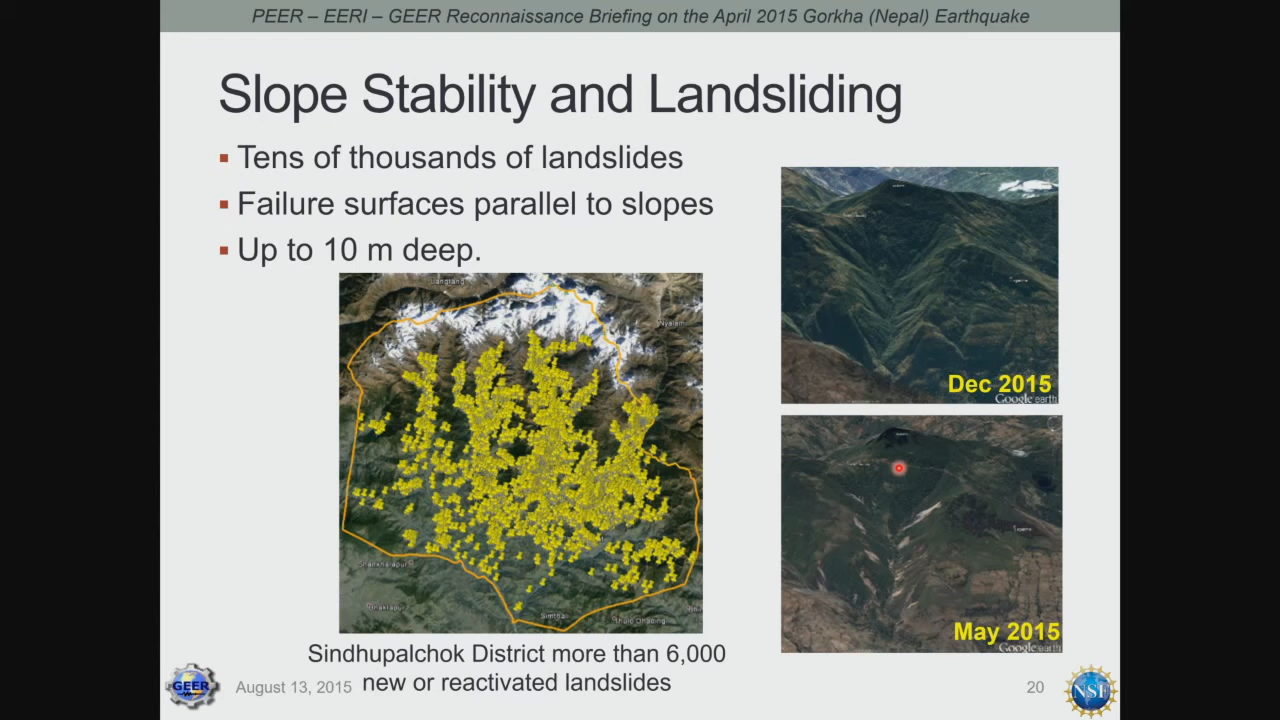 PEER – EERI – GEER Reconnaissance Briefing on the April 2015 Gorkha (Nepal) Earthquake
Slope Stability and Landsliding
Tens of thousands of landslides
Failure surfaces parallel to slopes
Up to 10 m deep.
Nyalam
Shankharapur
Dec 2015
Google earth
May 2015
Google earth
Sindhupalchok District more than 6,000
new or reactivated landslides
GEER
August 13, 2015
20
NSF